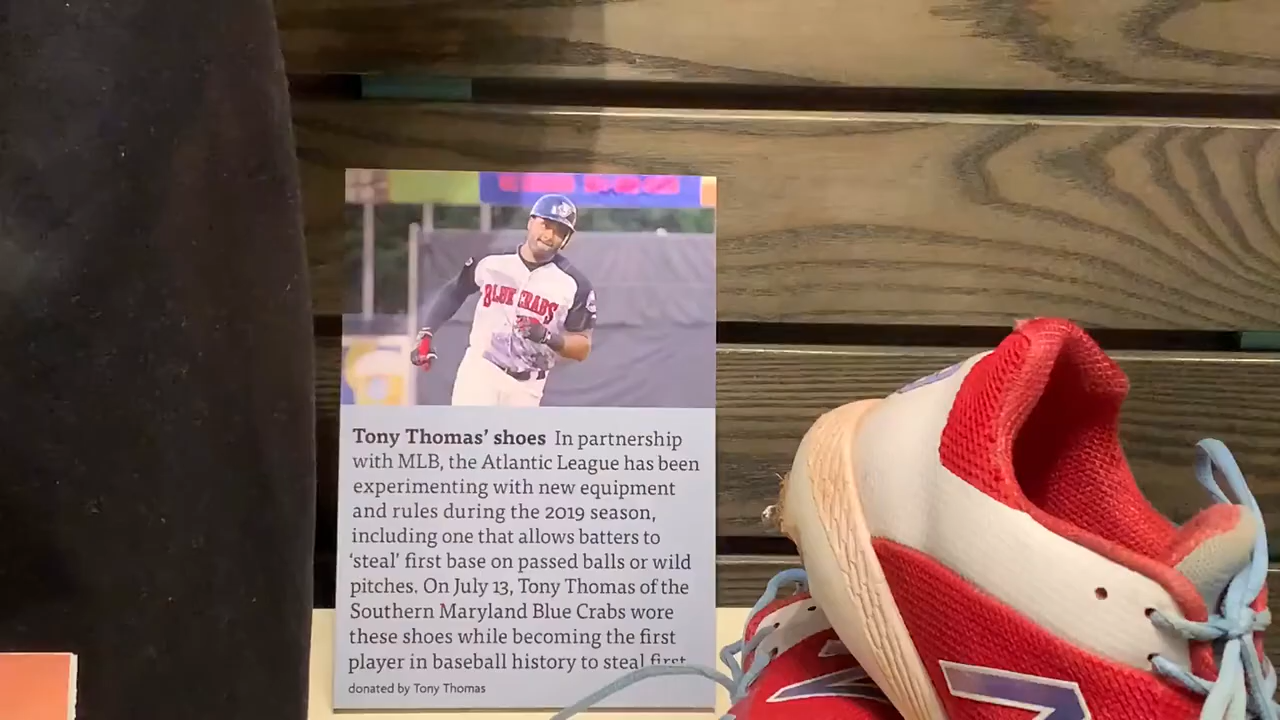 BLUE CRABS
Tony Thomas’ shoes In partnership
with MLB, the Atlantic League has been
experimenting with new equipment
and rules during the 2019 season,
including one that allows batters to
‘steal’ first base on passed balls or wild
pitches. On July 13, Tony Thomas of the
Southern Maryland Blue Crabs wore
these shoes while becoming the first
player in baseball history to steal first.
donated by Tony Thomas